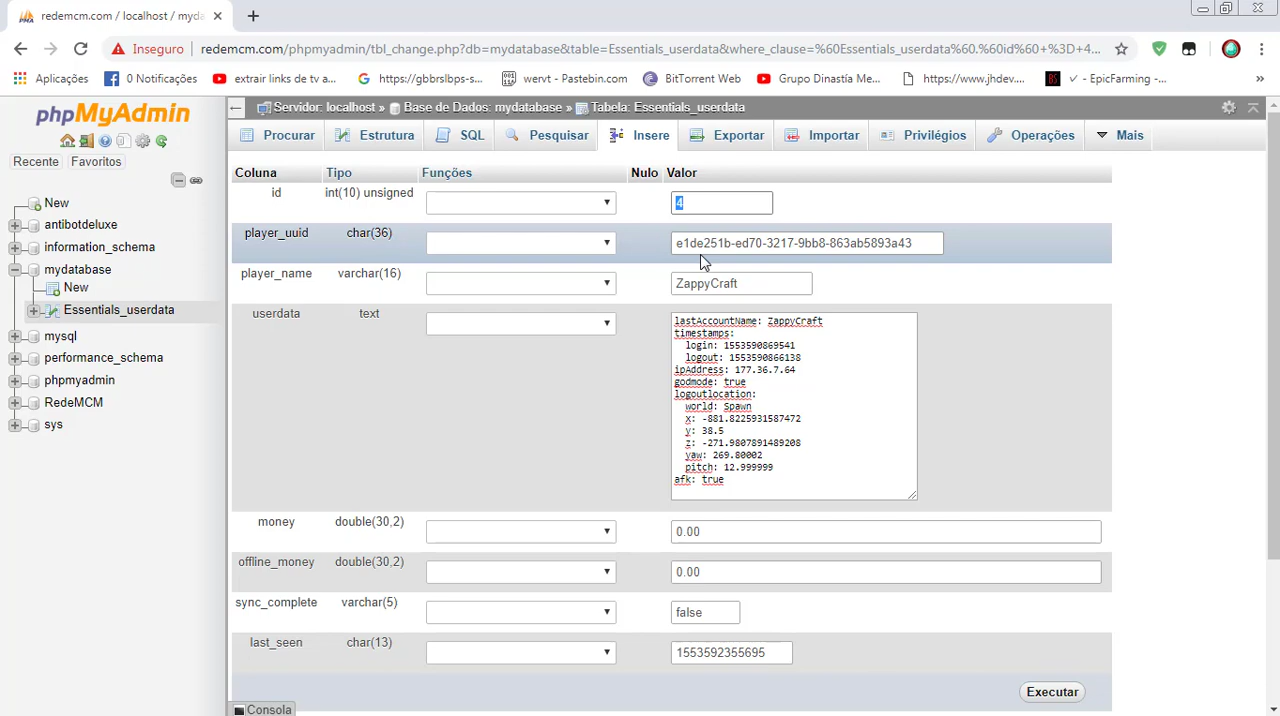 redemcm.com / localhost / myda
Inseguro
redemcm.com/phpmyadmin/tbl_change.php?db=mydatabase&table=Essentials_userdata&where_clause=%60Essentials_userdata%60.%60id%60+%3D+4...
Aplicações
0 Notificações
extrair links de tv a...
https://gbbrslbps-s...
wervt - Pastebin.com
BitTorrent Web
Grupo Dinastía Me...
https://www.jhdev....
✓ - EpicFarming -...
»
phpMyAdmin
Recente
Favoritos
New
antibotdeluxe
information_schema
mydatabase
New
Essentials_userdata
mysql
performance_schema
phpmyadmin
RedeMCM
sys
Servidor: localhost » Base de Dados: mydatabase » Tabela: Essentials_userdata
Procurar
Estrutura
SQL
Pesquisar
Insere
Exportar
Importar
Privilégios
Operações
Mais
Coluna Tipo Funções Nulo Valor
id int(10) unsigned 4
player_uuid char(36) e1de251b-ed70-3217-9bb8-863ab5893a43
player_name varchar(16) ZappyCraft
userdata text
lastAccountName: ZappyCraft
timestamps:
login: 1553590869541
logout: 1553590866138
ipAddress: 177.36.7.64
godmode: true
logoutlocation:
world: Spawn
x: -881.8225931587472
y: 38.5
z: -271.9807891489208
yaw: 269.80002
pitch: 12.999999
afk: true
money double(30,2) 0.00
offline_money double(30,2) 0.00
sync_complete varchar(5) false
last_seen char(13) 1553592355695
Executar
Consola